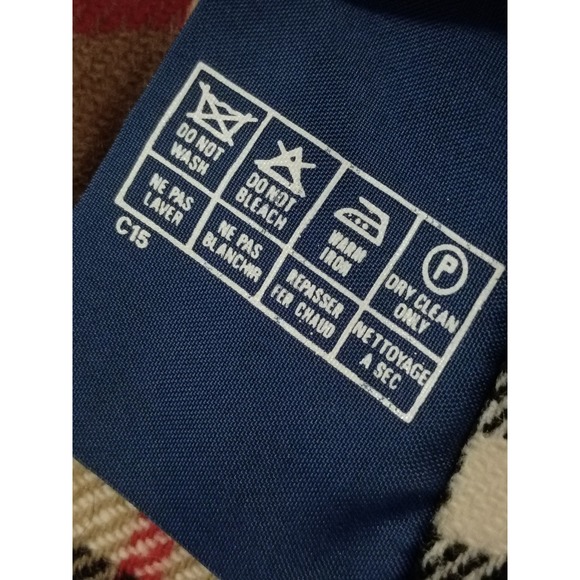 DO NOT
WASH
DO NOT
BLEACH
WARM
IRON
P
DRY CLEAN
ONLY
NE PAS
LAVER
NE PAS
BLANCHIR
REPASSER
FER CHAUD
NETTOYAGE
A SEC
C15